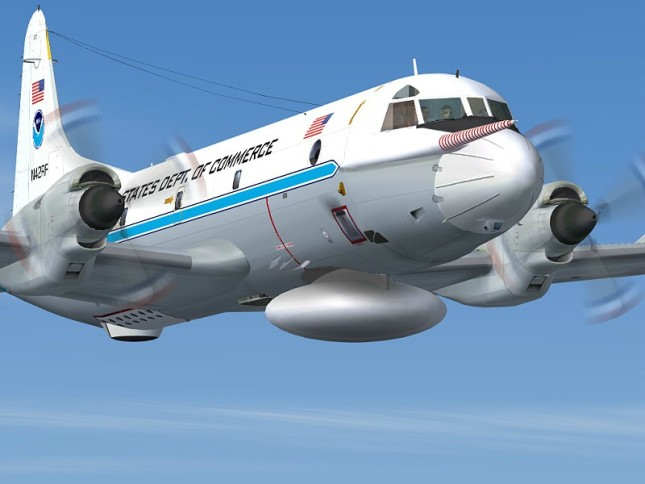 STATES DEPT. OF COMMERCE
N42RF